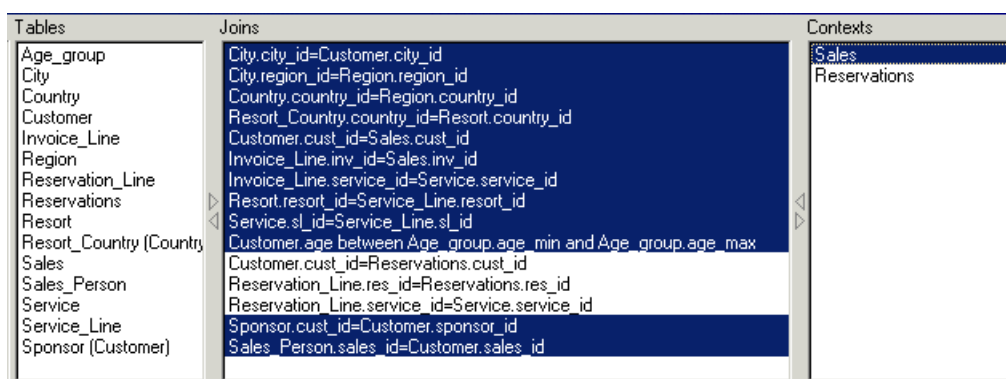 Tables
Joins
Contexts
Age_group
City
Country
Customer
Invoice_Line
Region
Reservation_Line
Reservations
Resort
Resort_Country (Country
Sales
Sales_Person
Service
Service_Line
Sponsor (Customer)
City.city_id=Customer.city_id
City.region_id=Region.region_id
Country.country_id=Region.country_id
Resort_Country.country_id=Resort.country_id
Customer.cust_id=Sales.cust_id
Invoice_Line.inv_id=Sales.inv_id
Invoice_Line.service_id=Service.service_id
Resort.resort_id=Service_Line.resort_id
Service.sl_id=Service_Line.sl_id
Customer.age between Age_group.age_min and Age_group.age_max
Customer.cust_id=Reservations.cust_id
Reservation_Line.res_id=Reservations.res_id
Reservation_Line.service_id=Service.service_id
Sponsor.cust_id=Customer.sponsor_id
Sales_Person.sales_id=Customer.sales_id
Sales
Reservations